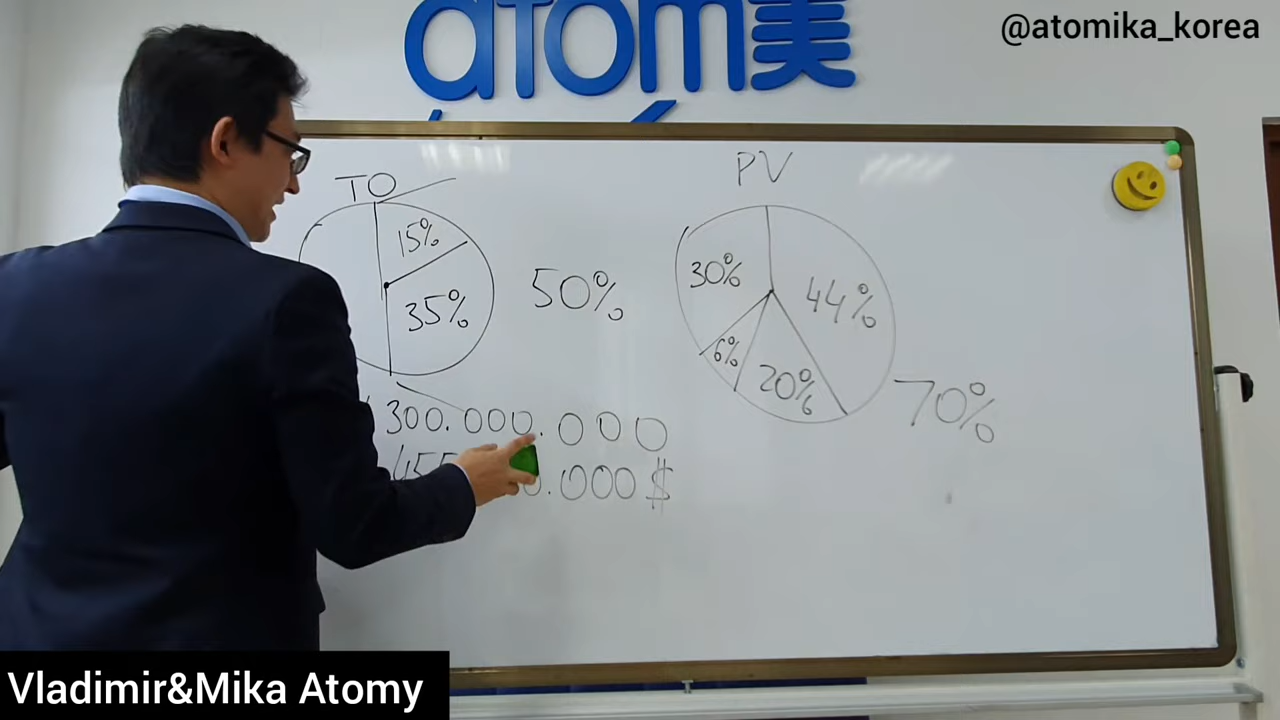 atom美
@atomika_korea
TO
PV
15%
35%
50%
30%
44%
6%
20%
70%
300.000.000.000
.000$
Vladimir&Mika Atomy